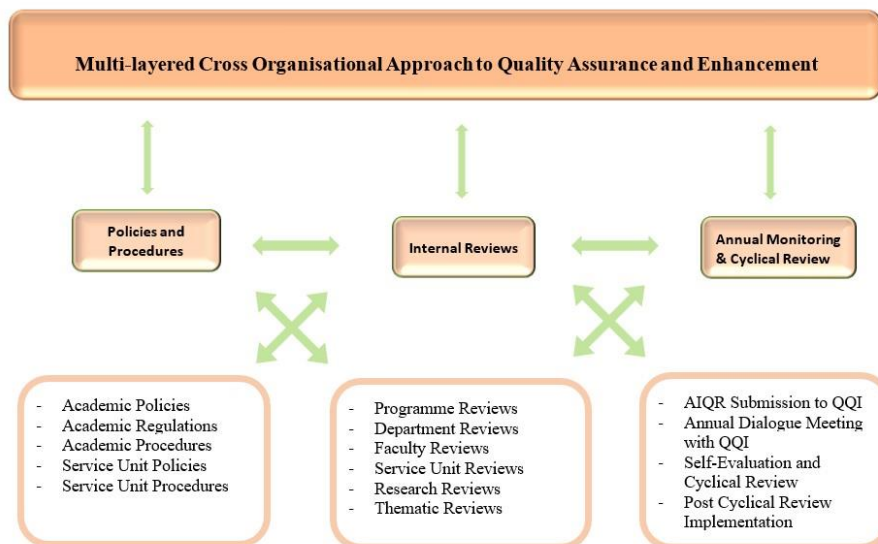 Multi-layered Cross Organisational Approach to Quality Assurance and Enhancement
Policies and
Procedures
Internal Reviews
Annual Monitoring
& Cyclical Review
- Academic Policies
- Academic Regulations
- Academic Procedures
- Service Unit Policies
- Service Unit Procedures
- Programme Reviews
- Department Reviews
- Faculty Reviews
- Service Unit Reviews
- Research Reviews
- Thematic Reviews
- AIQR Submission to QQI
- Annual Dialogue Meeting
with QQI
- Self-Evaluation and
Cyclical Review
- Post Cyclical Review
Implementation